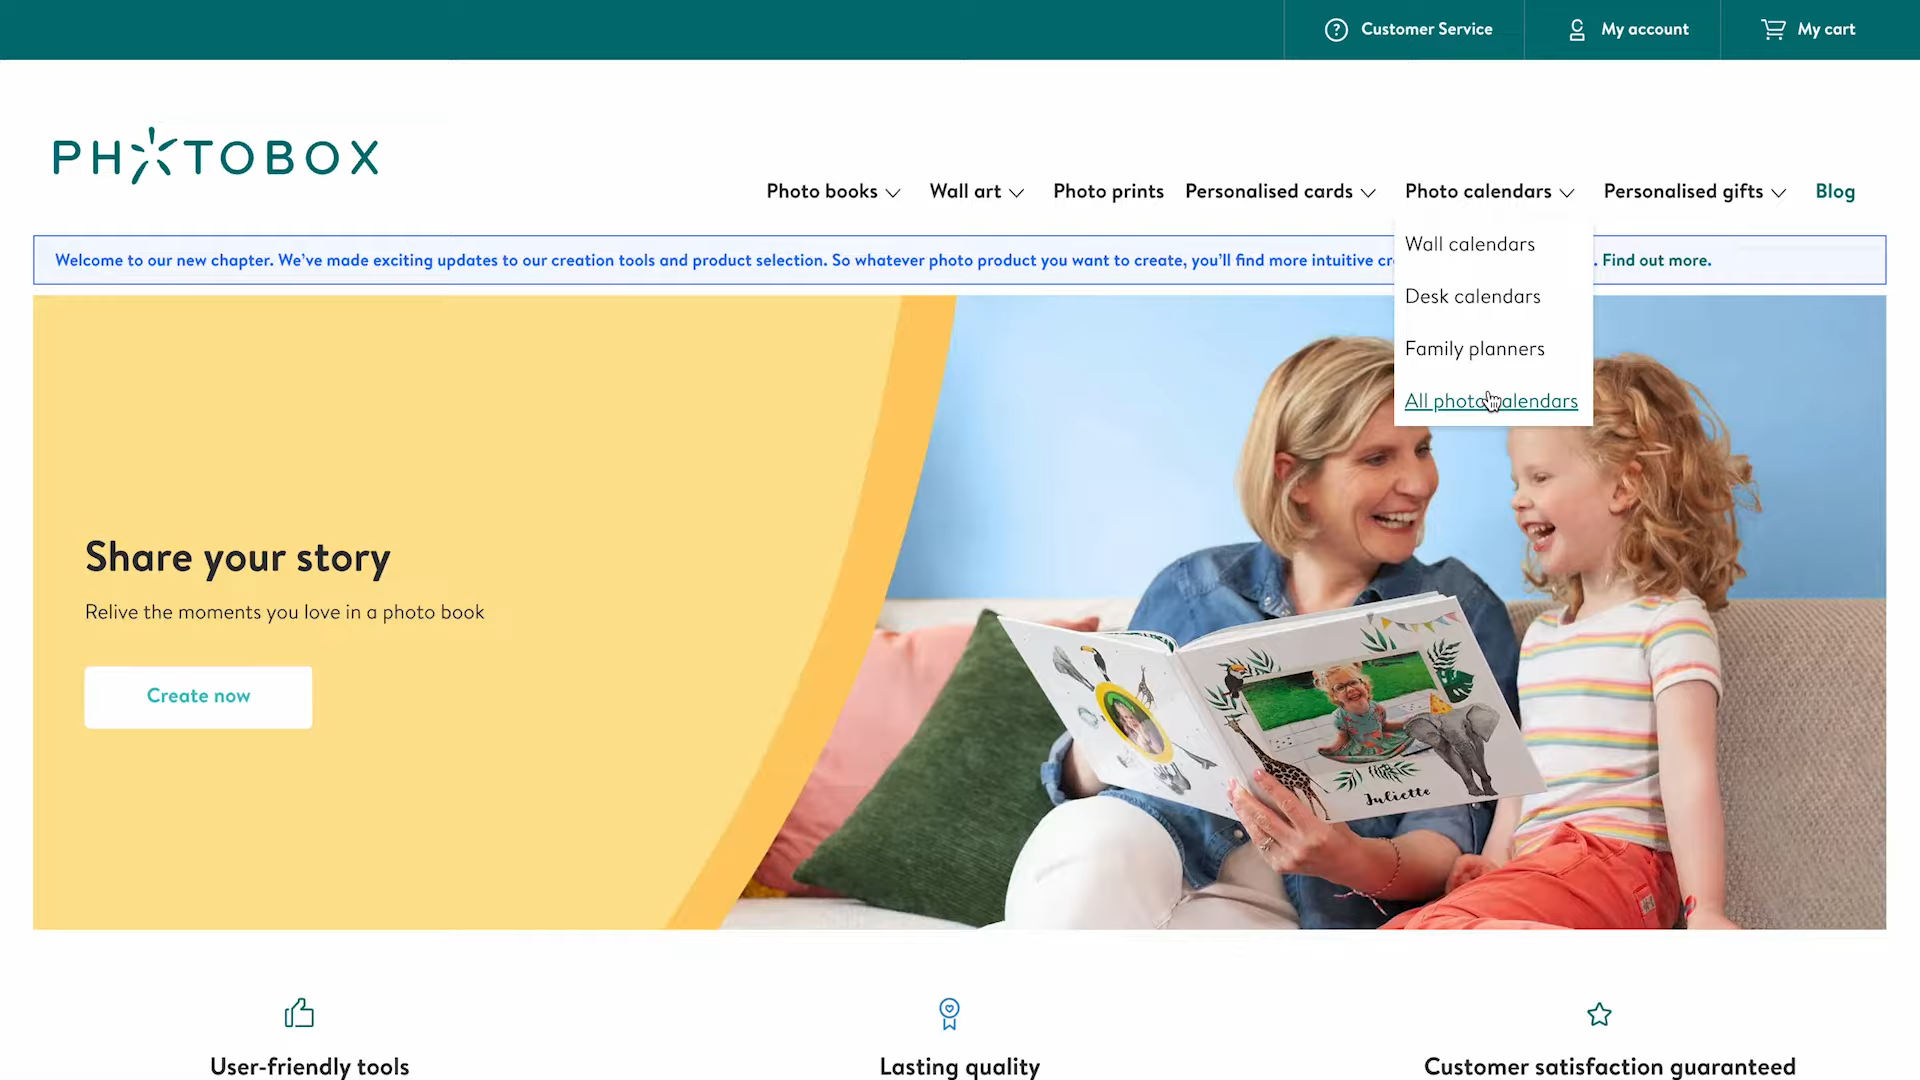 Customer Service
My account
My cart
PHOTOBOX
Photo books
Wall art
Photo prints
Personalised cards
Photo calendars
Personalised gifts
Blog
Wall calendars
Desk calendars
Family planners
All photo calendars
Welcome to our new chapter. We've made exciting updates to our creation tools and product selection. So whatever photo product you want to create, you'll find more intuitive . Find out more.
Share your story
Relive the moments you love in a photo book
Create now
Juliette
User-friendly tools
Lasting quality
Customer satisfaction guaranteed